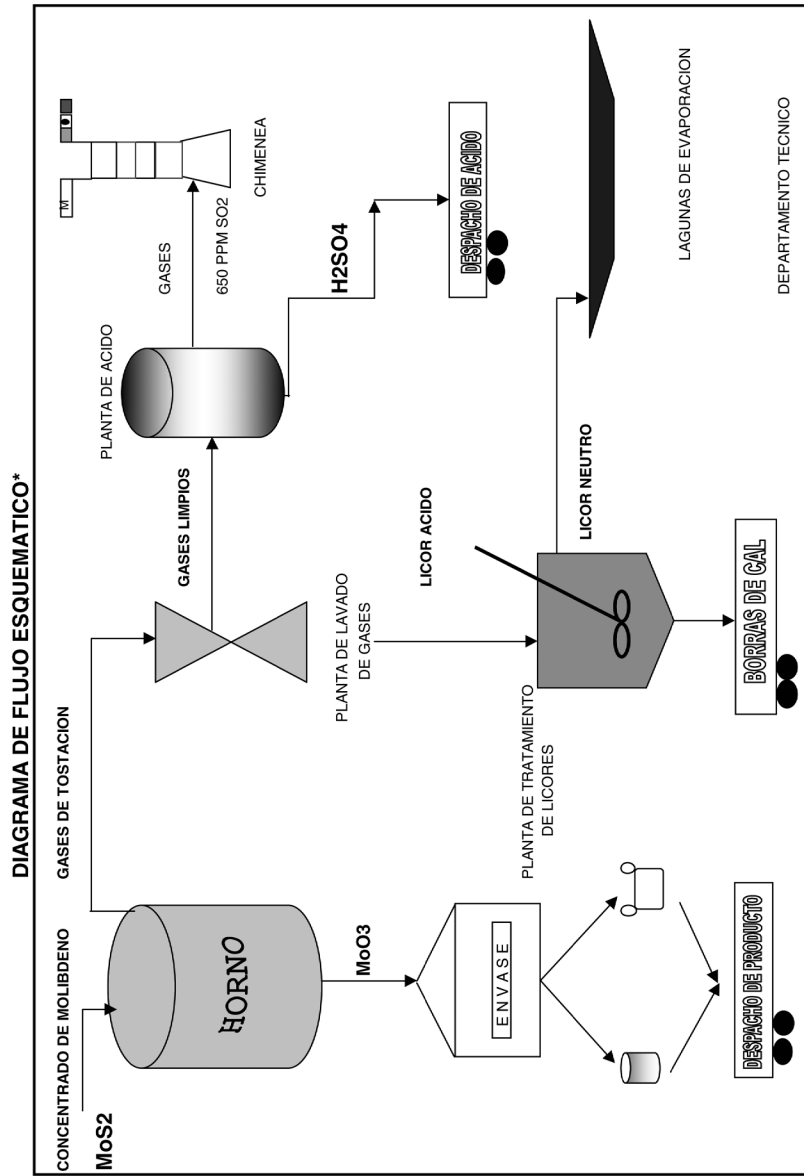 DIAGRAMA DE FLUJO ESQUEMATICO*
CONCENTRADO DE MOLIBDENO
MoS2
GASES DE TOSTACION
HORNO
MoO3
ENVASE
DESPACHO DE PRODUCTO
GASES LIMPIOS
PLANTA DE LAVADO
DE GASES
PLANTA DE ACIDO
GASES
650 PPM SO2
M
CHIMENEA
H2SO4
DESPACHO DE ACIDO
PLANTA DE TRATAMIENTO
DE LICORES
LICOR ACIDO
LICOR NEUTRO
BORRAS DE CAL
LAGUNAS DE EVAPORACION
DEPARTAMENTO TECNICO